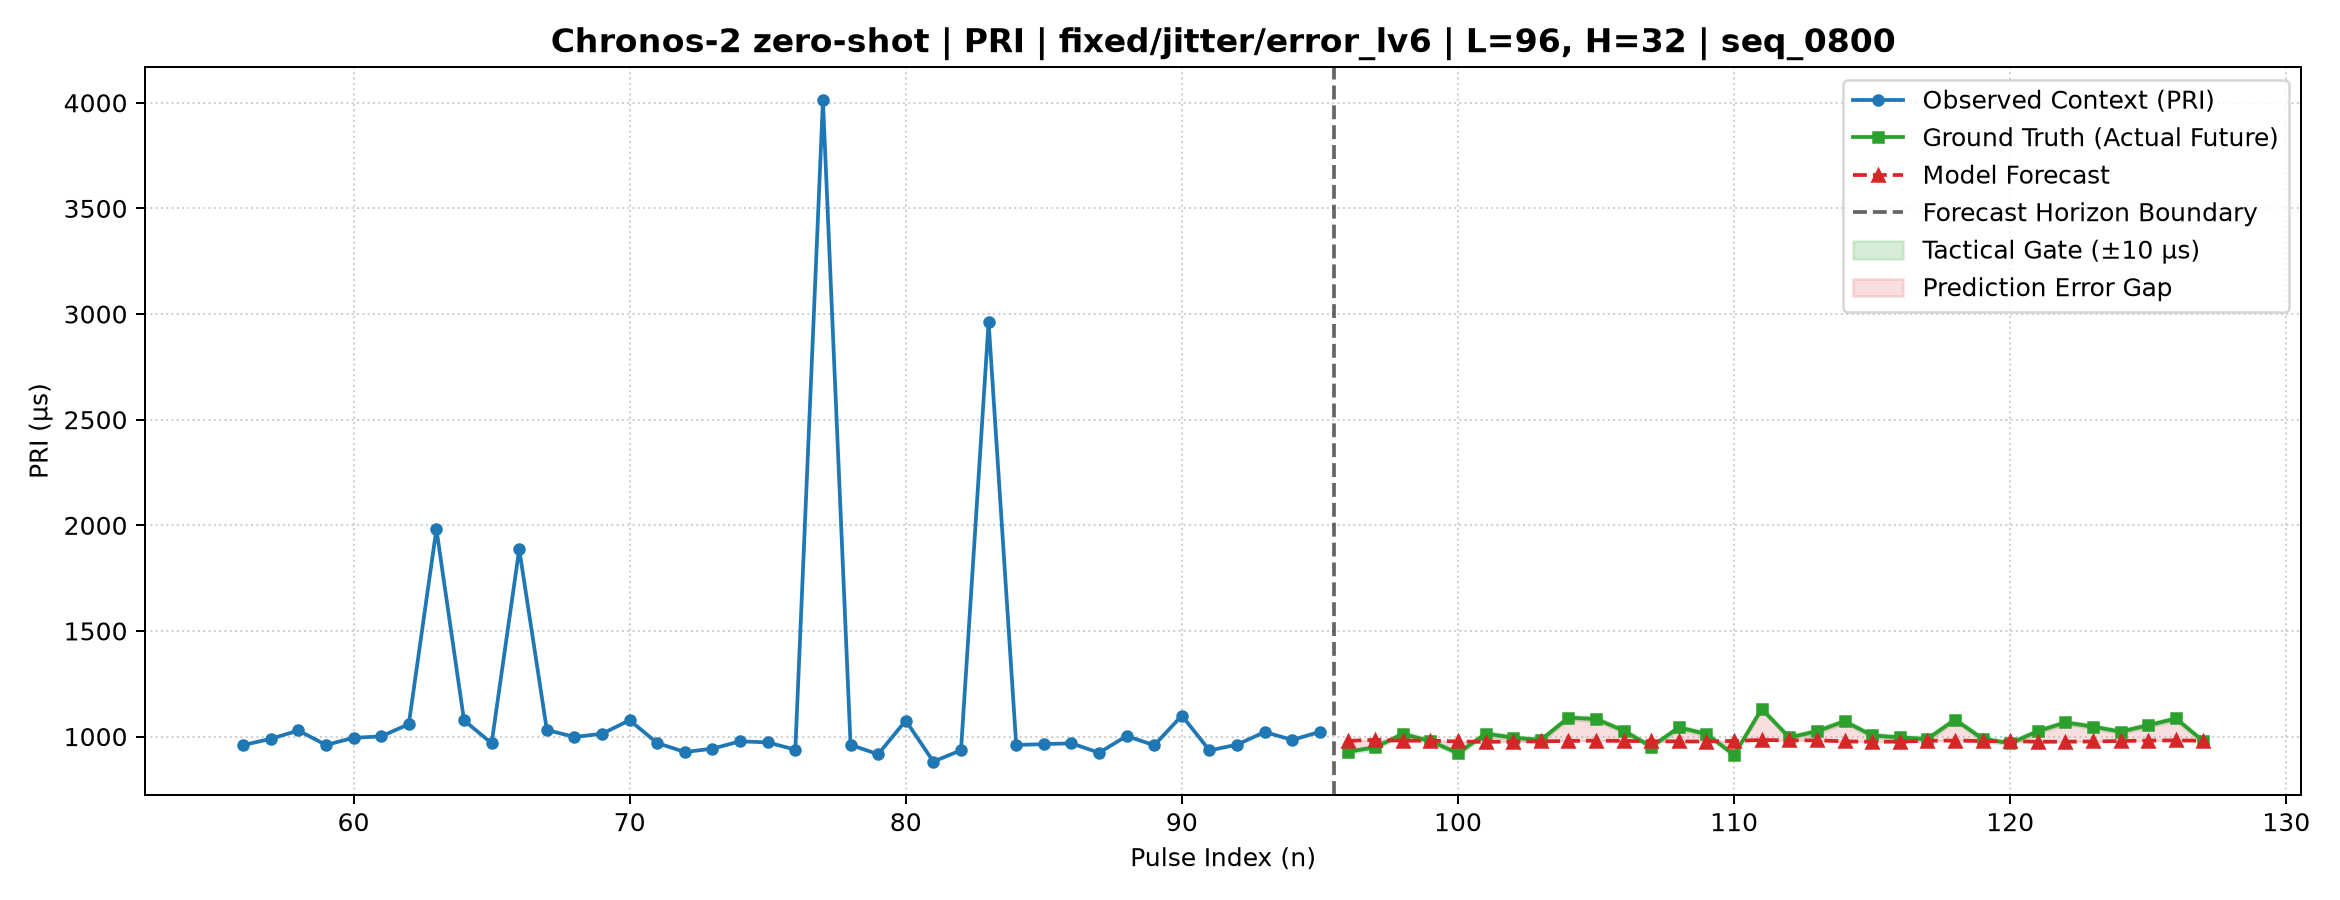 Chronos-2 zero-shot | PRI | fixed/jitter/error_lv6 | L=96, H=32 | seq_0800
4000
3500
3000
2500
2000
1500
1000
PRI (µs)
Observed Context (PRI)
Ground Truth (Actual Future)
Model Forecast
Forecast Horizon Boundary
Tactical Gate (±10 µs)
Prediction Error Gap
60
70
80
90
100
110
120
130
Pulse Index (n)